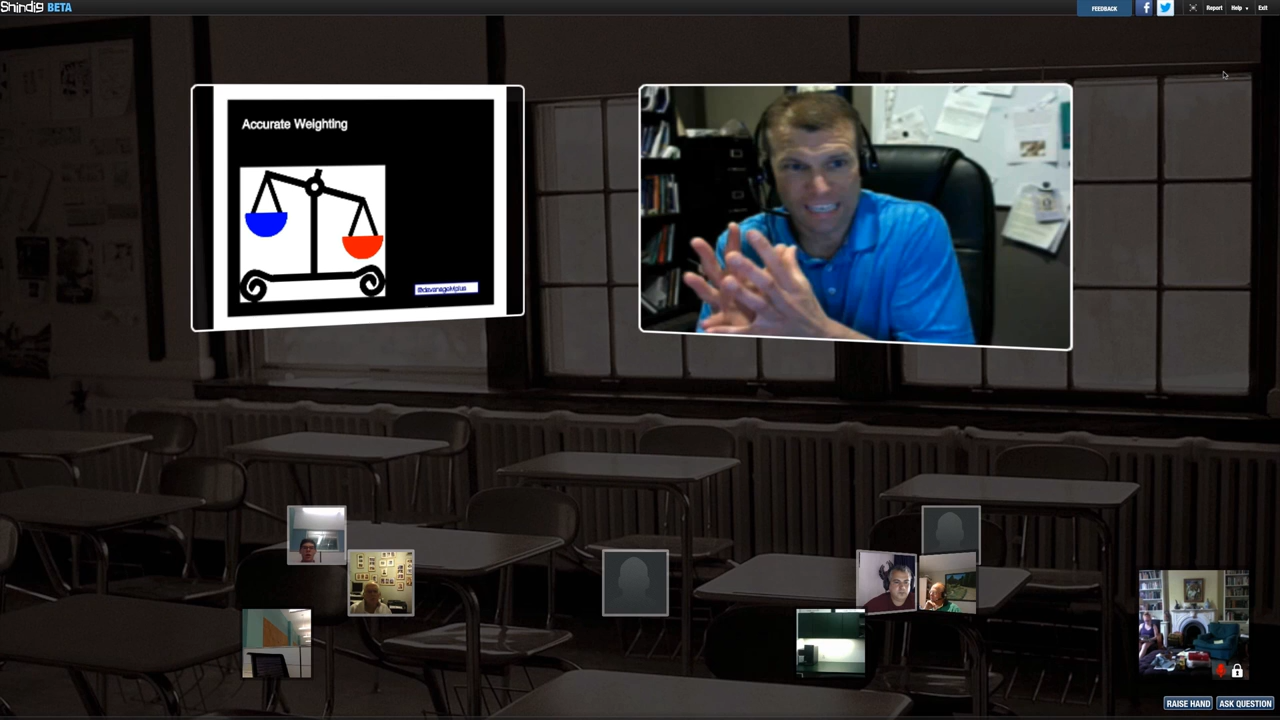 Shindig BETA
FEEDBACK
Report
Help
Exit
Accurate Weighting
RAISE HAND
ASK QUESTION